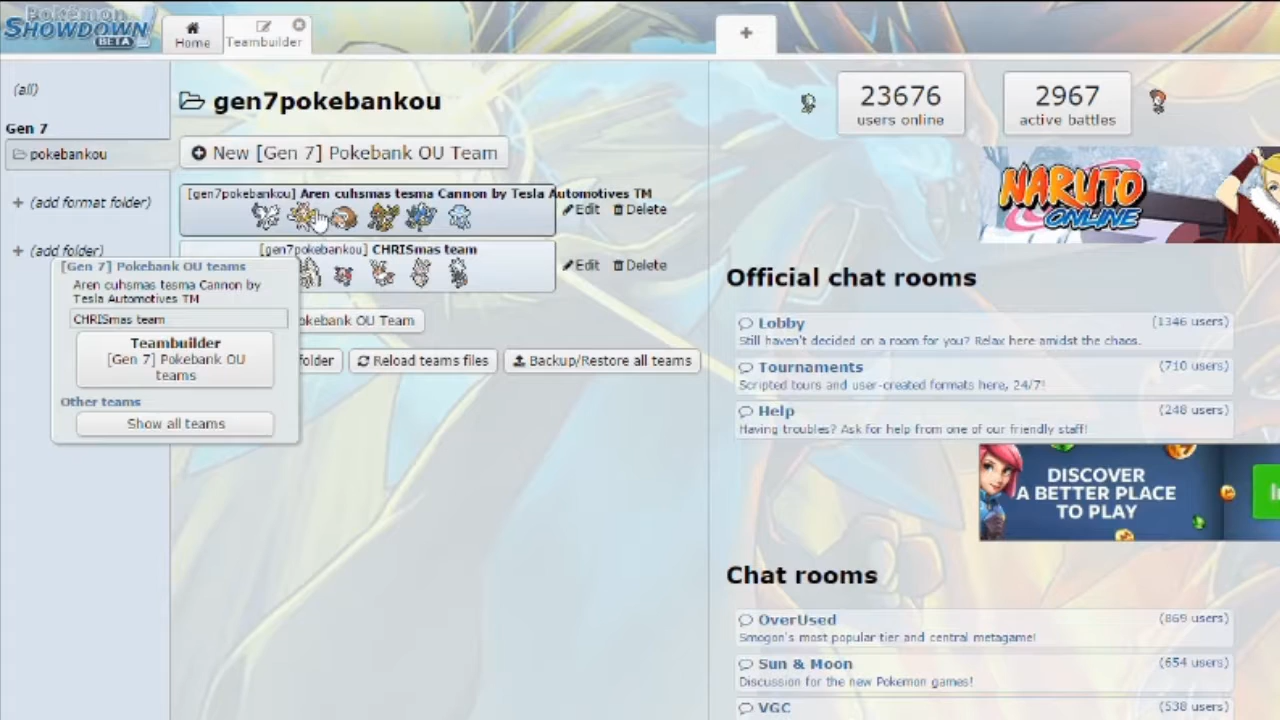 Pokémon
SHOWDOWN
BETA
Home
Teambuilder
+
(all)
Gen 7
pokebankou
+ (add format folder)
+ (add folder)
gen7pokebankou
New [Gen 7] Pokebank OU Team
[gen7pokebankou] Aren cuhsmas tesma Cannon by Tesla Automotives TM
Edit Delete
[gen7pokebankou] CHRISmas team
Edit Delete
[Gen 7] Pokebank OU teams
Aren cuhsmas tesma Cannon by
Tesla Automotives TM
CHRISmas team
Teambuilder
[Gen 7] Pokebank OU
teams
Other teams
Show all teams
okebank OU Team
older
Reload teams files
Backup/Restore all teams
23676
users online
2967
active battles
NARUTO
ONLINE
Official chat rooms
Lobby (1346 users)
Still haven't decided on a room for you? Relax here amidst the chaos.
Tournaments (710 users)
Scripted tours and user-created formats here, 24/7!
Help (248 users)
Having troubles? Ask for help from one of our friendly staff!
DISCOVER
A BETTER PLACE
TO PLAY
Chat rooms
OverUsed (869 users)
Smogon's most popular tier and central metagame!
Sun & Moon (654 users)
Discussion for the new Pokemon games!
VGC (538 users)